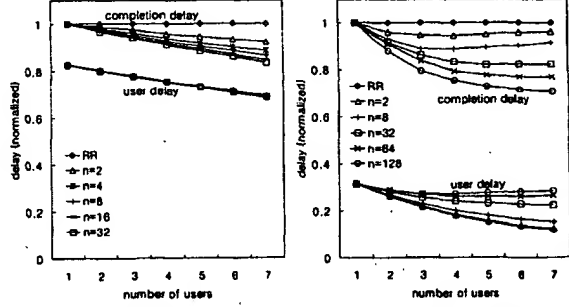 completion delay
user delay
delay (normalized)
1
0.8
0.6
0.4
0.2
0
RR
n=2
n=4
n=8
n=16
n=32
1 2 3 4 5 6 7
number of users
completion delay
user delay
delay (normalized)
1
0.8
0.6
0.4
0.2
0
RR
n=2
n=8
n=32
n=64
n=128
1 2 3 4 5 6 7
number of users